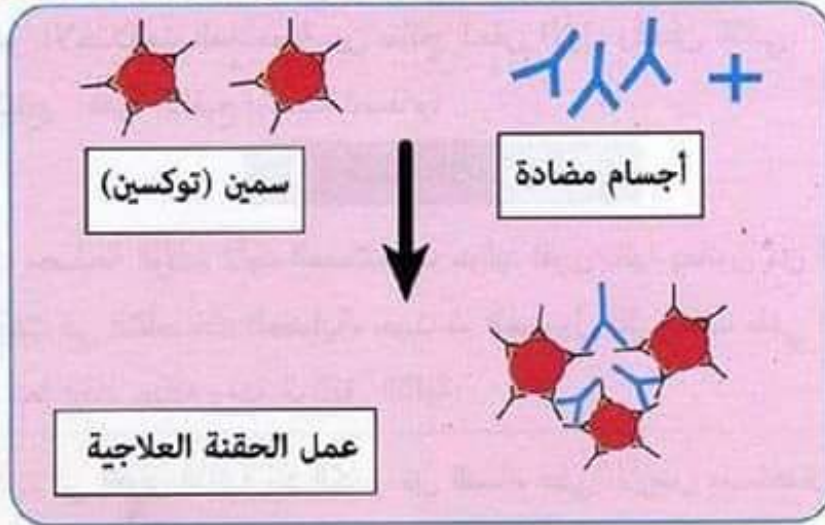 أجسام مضادة
+
سمين (توكسين)
عمل الحقنة العلاجية